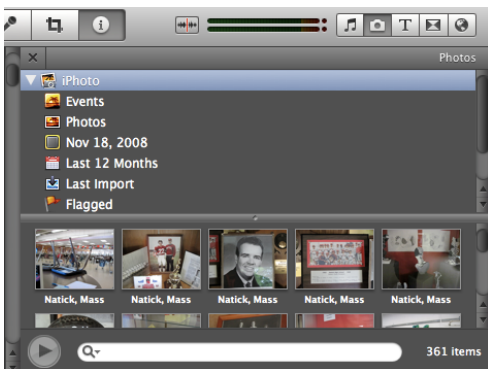 T
Photos
iPhoto
Events
Photos
Nov 18, 2008
Last 12 Months
Last Import
Flagged
Natick, Mass Natick, Mass Natick, Mass Natick, Mass Natick, Mass
361 items